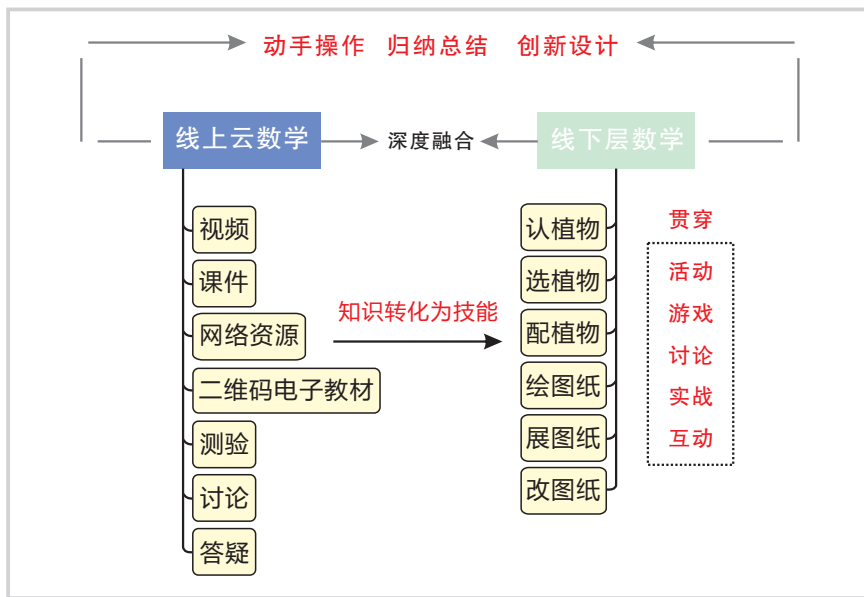 动手操作 归纳总结 创新设计
线上云数学
深度融合
线下层数学
视频
课件
网络资源
二维码电子教材
测验
讨论
答疑
知识转化为技能
认植物
选植物
配植物
绘图纸
展图纸
改图纸
贯穿
活动
游戏
讨论
实战
互动